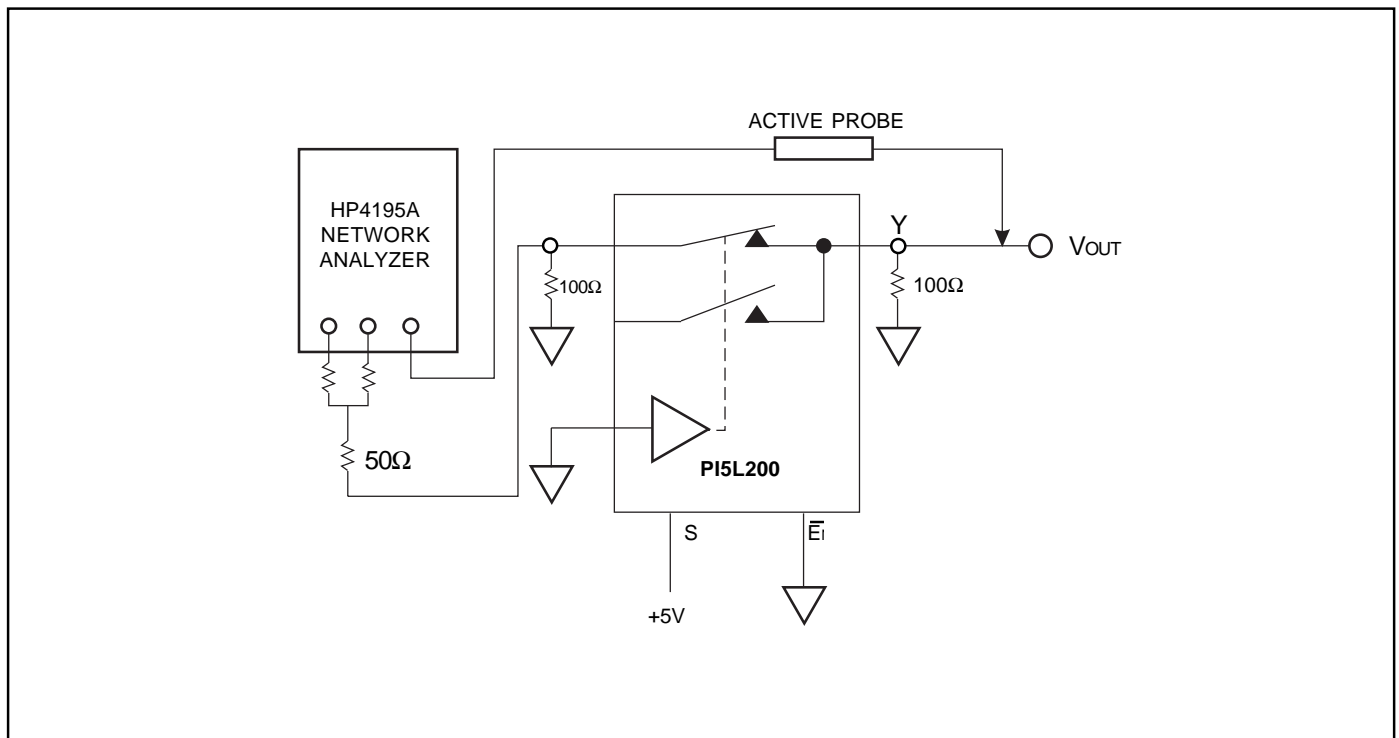 ACTIVE PROBE
HP4195A
NETWORK
ANALYZER
Y
VOUT
100Ω
100Ω
50Ω
PI5L200
S
E̅I
+5V